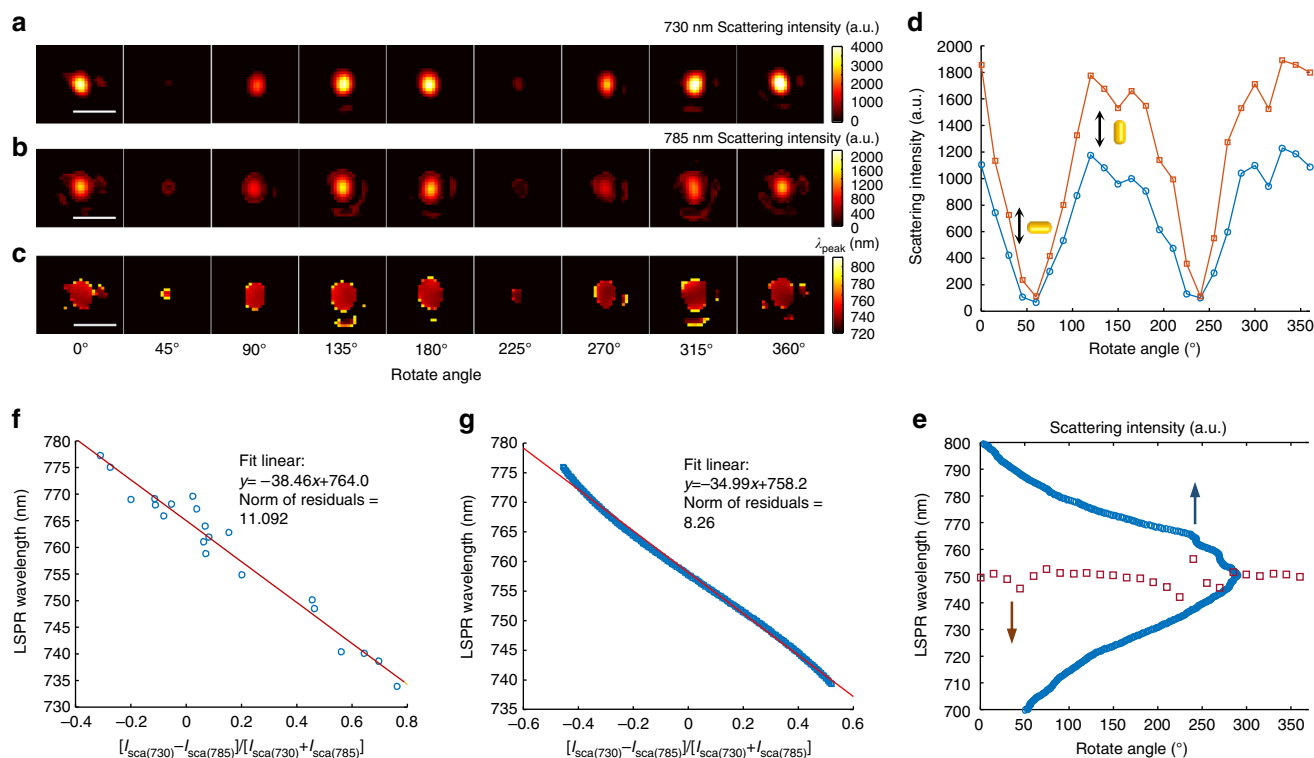 a
730 nm Scattering intensity (a.u.)
4000
3000
2000
1000
0
b
785 nm Scattering intensity (a.u.)
2000
1600
1200
800
400
0
c
λpeak (nm)
800
780
760
740
720
0° 45° 90° 135° 180° 225° 270° 315° 360°
Rotate angle
d
2000
1800
1600
1400
1200
1000
800
600
400
200
0
Scattering intensity (a.u.)
0 50 100 150 200 250 300 350
Rotate angle (°)
f
780
775
770
765
760
755
750
745
740
735
730
LSPR wavelength (nm)
Fit linear:
y= −38.46x+764.0
Norm of residuals =
11.092
−0.4 −0.2 0 0.2 0.4 0.6 0.8
[Isca(730)−Isca(785)]/[Isca(730)+Isca(785)]
g
780
775
770
765
760
755
750
745
740
735
LSPR wavelength (nm)
Fit linear:
y=−34.99x+758.2
Norm of residuals =
8.26
−0.6 −0.4 −0.2 0 0.2 0.4 0.6
[Isca(730)−Isca(785)]/[Isca(730)+Isca(785)]
e
Scattering intensity (a.u.)
800
790
780
770
760
750
740
730
720
710
700
LSPR wavelength (nm)
0 50 100 150 200 250 300 350
Rotate angle (°)